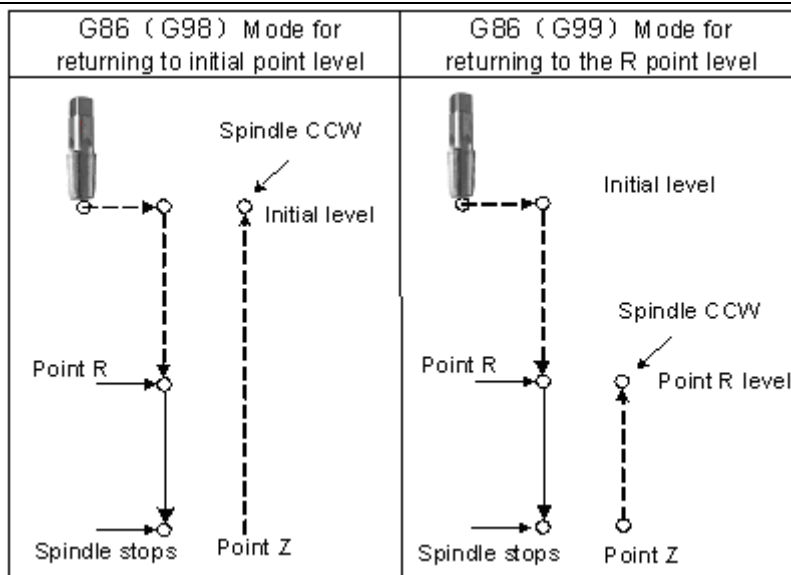 G86 ( G98 ) Mode for
returning to initial point level
Spindle CCW
Initial level
Point R
Spindle stops
Point Z
G86 ( G99 ) Mode for
returning to the R point level
Initial level
Spindle CCW
Point R
Point R level
Spindle stops
Point Z